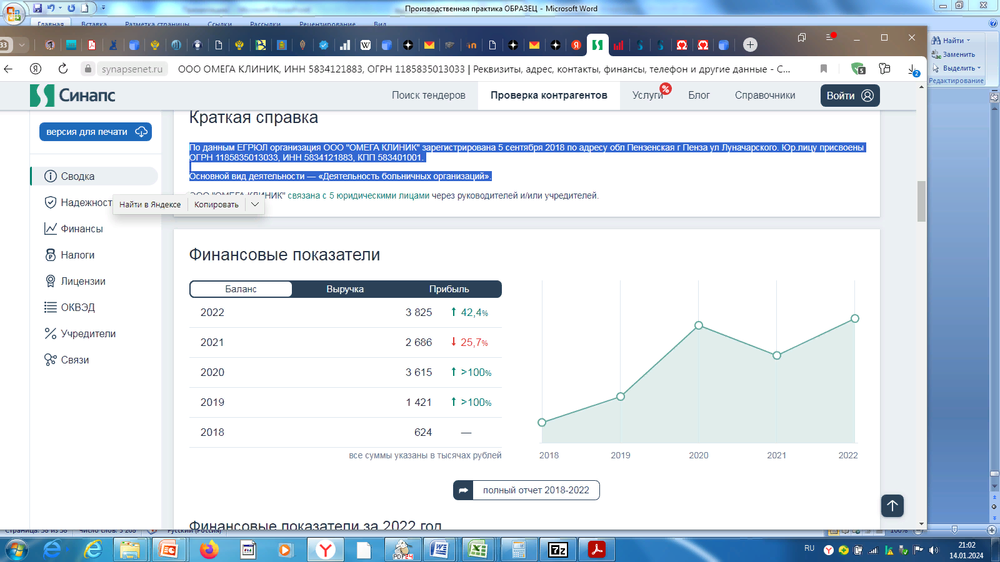 Производственная практика ОБРАЗЕЦ - Microsoft Word
Главная Вставка Разметка страницы Ссылки Рассылки Рецензирование Вид
33
Найти
Заменить
Выделить
Редактирование
synapsenet.ru ООО ОМЕГА КЛИНИК, ИНН 5834121883, ОГРН 1185835013033 | Реквизиты, адрес, контакты, финансы, телефон и другие данные - С... 5 2
Синапс Поиск тендеров Проверка контрагентов Услуги % Блог Справочники Войти
версия для печати
Сводка
Надежност
Финансы
Налоги
Лицензии
ОКВЭД
Учредители
Связи
Найти в Яндексе Копировать
Краткая справка
По данным ЕГРЮЛ организация ООО "ОМЕГА КЛИНИК" зарегистрирована 5 сентября 2018 по адресу обл Пензенская г Пенза ул Луначарского. Юр.лицу присвоены
ОГРН 1185835013033, ИНН 5834121883, КПП 583401001.
Основной вид деятельности — «Деятельность больничных организаций».
ООО "ОМЕГА КЛИНИК" связана с 5 юридическими лицами через руководителей и/или учредителей.
Финансовые показатели
Баланс Выручка Прибыль
2022 3 825 ↑ 42,4%
2021 2 686 ↓ 25,7%
2020 3 615 ↑ >100%
2019 1 421 ↑ >100%
2018 624 —
все суммы указаны в тысячах рублей
2018 2019 2020 2021 2022
полный отчет 2018-2022
Финансовые показатели за 2022 год
Страница: 38 из 38 Число слов: 5 208 Русский (Россия) 100%
PDF24
7z
RU
21:02
14.01.2024